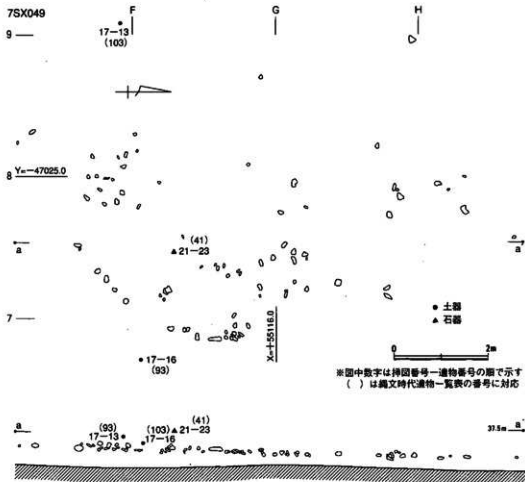 7SX049
F
G
H
9
17-13
(103)
8
Y=-47025.0
(41)
21-23
a
a
7
X=+55116.0
土器
石器
17-16
(93)
0
2m
※図中数字は挿図番号一遺物番号の順で示す
( ) は縄文時代遺物一覧表の番号に対応
a
(93)
(103)
(41)
21-23
37.5m
a
17-13
17-16